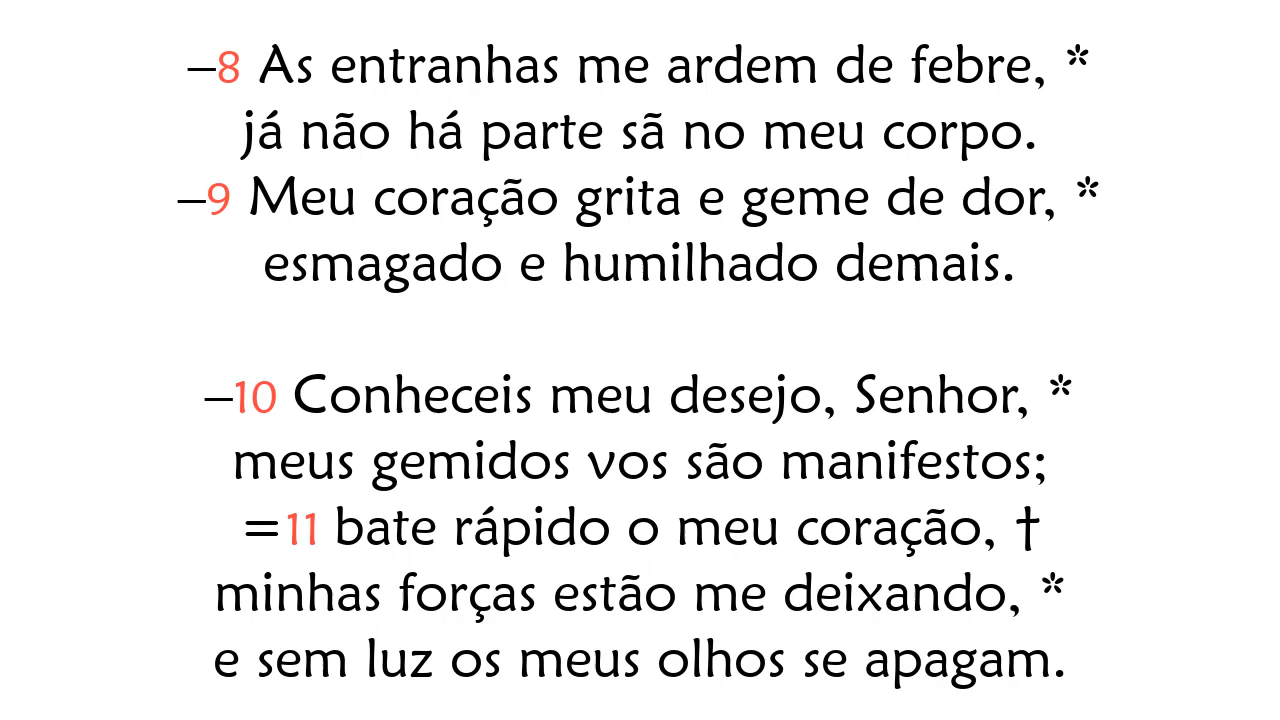 –8 As entranhas me ardem de febre, *
já não há parte sã no meu corpo.
–9 Meu coração grita e geme de dor, *
esmagado e humilhado demais.
–10 Conheceis meu desejo, Senhor, *
meus gemidos vos são manifestos;
=11 bate rápido o meu coração, †
minhas forças estão me deixando, *
e sem luz os meus olhos se apagam.